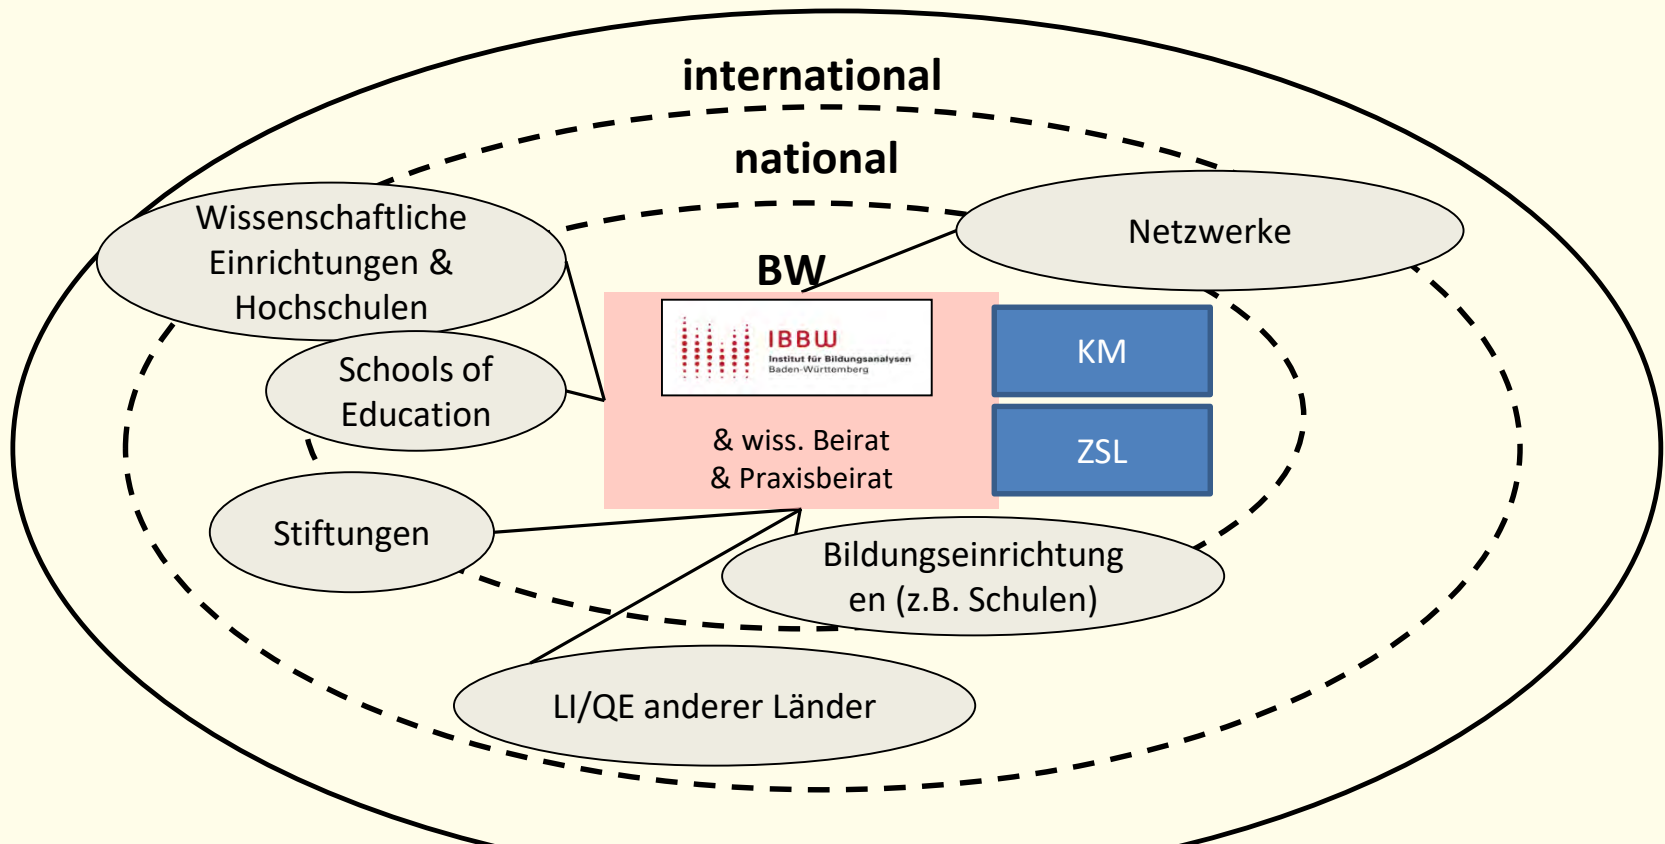 international
national
Wissenschaftliche
Einrichtungen &
Hochschulen
Netzwerke
BW
IBBW
Institut für Bildungsanalysen
Baden-Württemberg
KM
Schools of
Education
& wiss. Beirat
& Praxisbeirat
ZSL
Stiftungen
Bildungseinrichtung
en (z.B. Schulen)
LI/QE anderer Länder